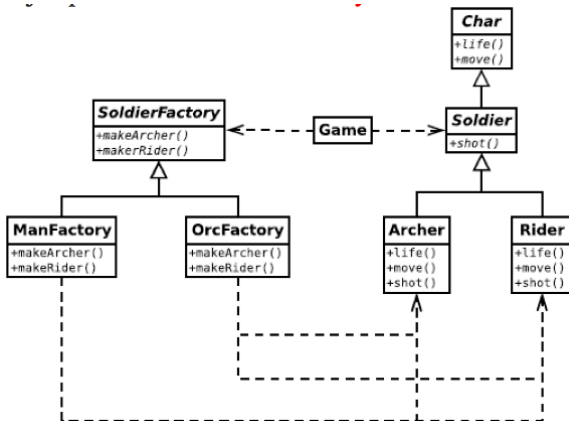 Char
+life()
+move()
SoldierFactory
+makeArcher()
+makerRider()
Game
Soldier
+shot()
ManFactory
+makeArcher()
+makeRider()
OrcFactory
+makeArcher()
+makeRider()
Archer
+life()
+move()
+shot()
Rider
+life()
+move()
+shot()